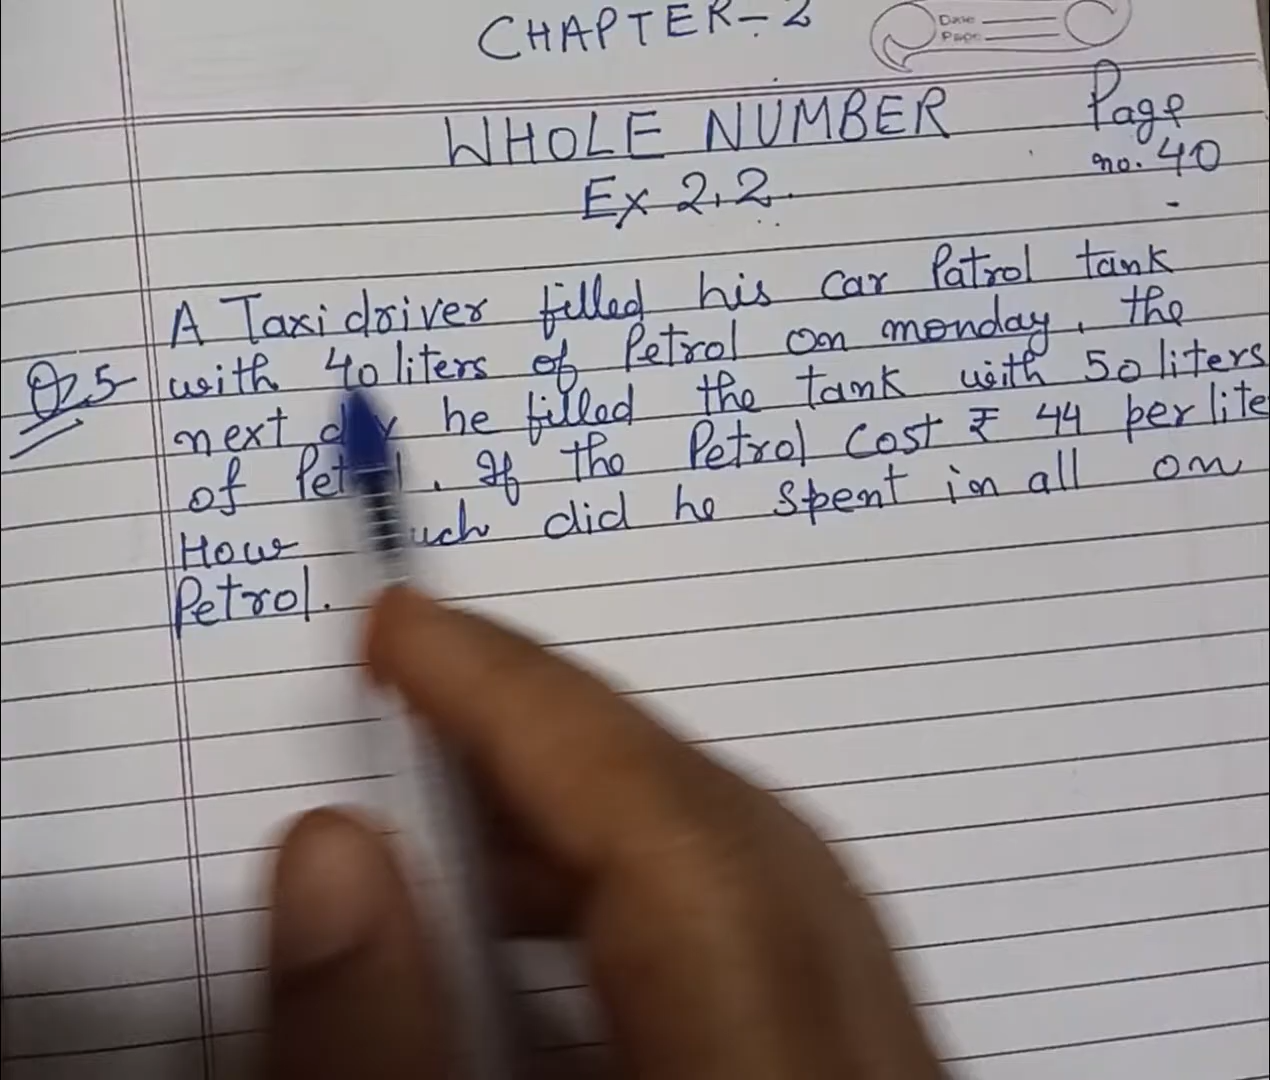 CHAPTER-2
Date
Page
WHOLE NUMBER
Page
no. 40
Ex 2.2
A Taxi driver filled his car Patrol tank
Q.5 with 40 liters of Petrol on monday, the
next he filled the tank with 50 liters
of . If the Petrol Cost ₹ 44 per lite
How did he spent in all on
Petrol.